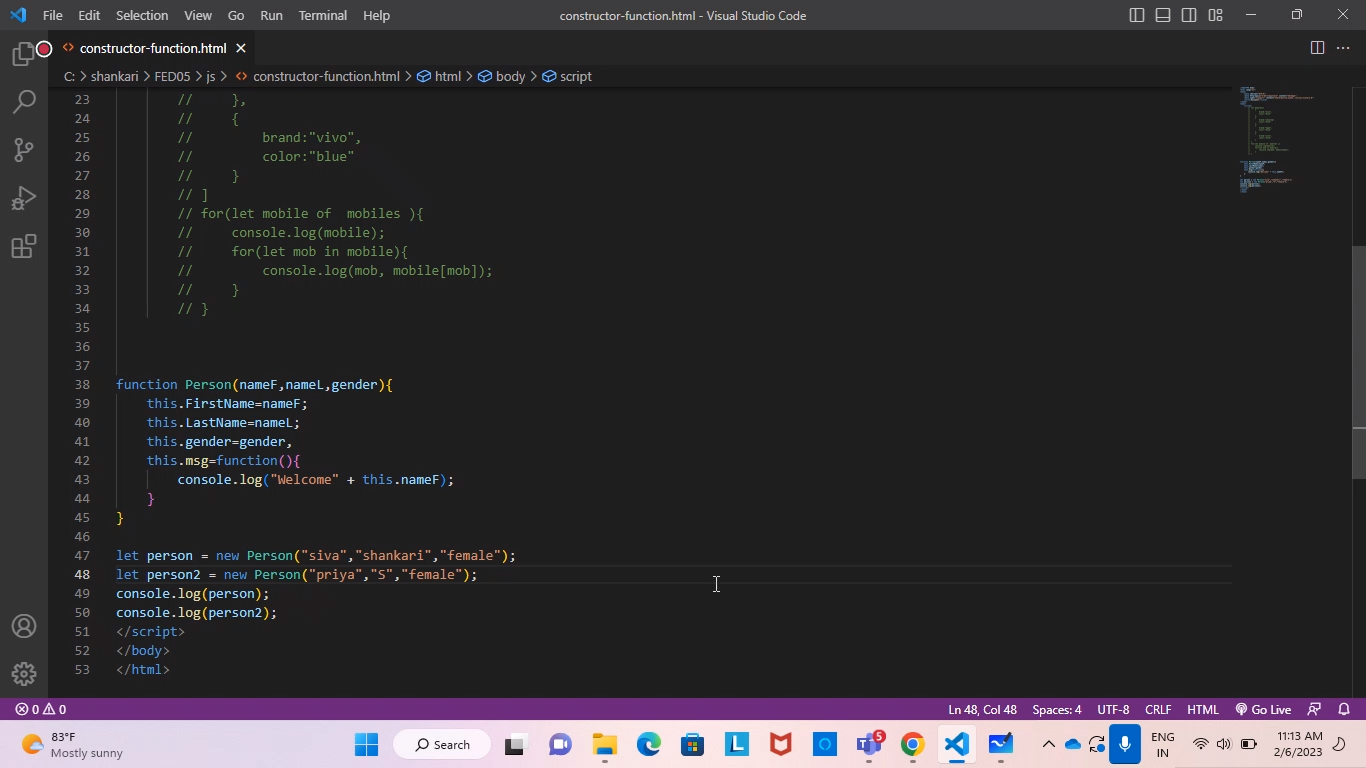 File Edit Selection View Go Run Terminal Help constructor-function.html - Visual Studio Code
constructor-function.html
C: > shankari > FED05 > js > constructor-function.html > html > body > script
23 // },
24 // {
25 // brand:"vivo",
26 // color:"blue"
27 // }
28 // ]
29 // for(let mobile of  mobiles ){
30 // console.log(mobile);
31 // for(let mob in mobile){
32 // console.log(mob, mobile[mob]);
33 // }
34 // }
35
36
37
38 function Person(nameF,nameL,gender){
39 this.FirstName=nameF;
40 this.LastName=nameL;
41 this.gender=gender,
42 this.msg=function(){
43 console.log("Welcome" + this.nameF);
44 }
45 }
46
47 let person = new Person("siva","shankari","female");
48 let person2 = new Person("priya","S","female");
49 console.log(person);
50 console.log(person2);
51 </script>
52 </body>
53 </html>
0 0 Ln 48, Col 48 Spaces: 4 UTF-8 CRLF HTML Go Live
83°F
Mostly sunny
Search
L
5
ENG
IN
11:13 AM
2/6/2023